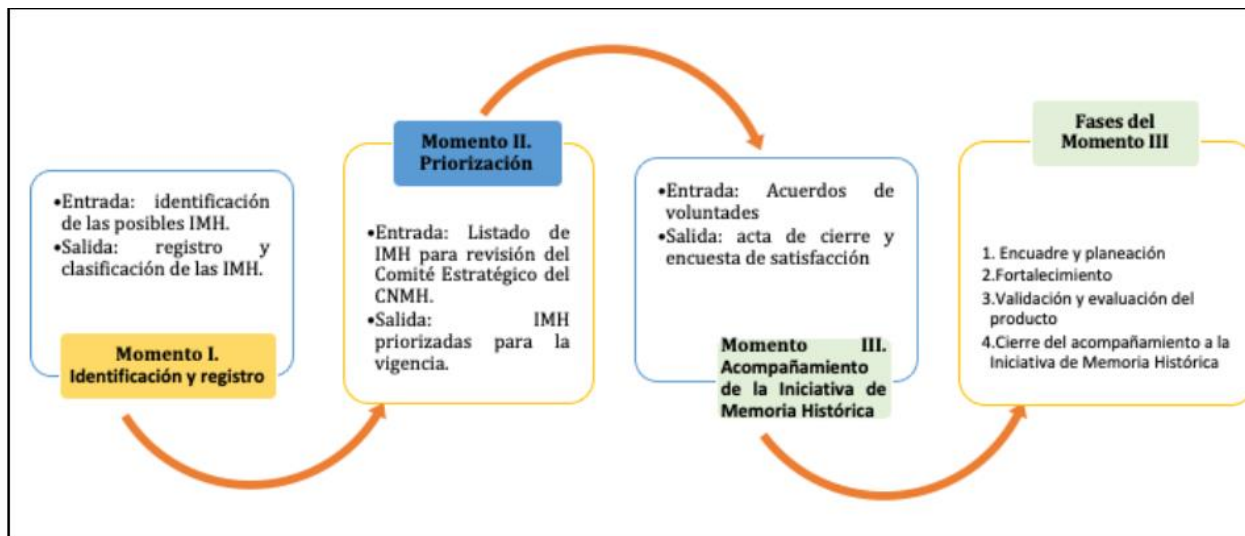 •Entrada: identificación
de las posibles IMH.
•Salida: registro y
clasificación de las IMH.
Momento I.
Identificación y registro
Momento II.
Priorización
•Entrada: Listado de
IMH para revisión del
Comité Estratégico del
CNMH.
•Salida: IMH
priorizadas para la
vigencia.
•Entrada: Acuerdos de
voluntades
•Salida: acta de cierre y
encuesta de satisfacción
Momento III.
Acompañamiento
de la Iniciativa de
Memoria Histórica
Fases del
Momento III
1. Encuadre y planeación
2.Fortalecimiento
3.Validación y evaluación del
producto
4.Cierre del acompañamiento a la
Iniciativa de Memoria Histórica